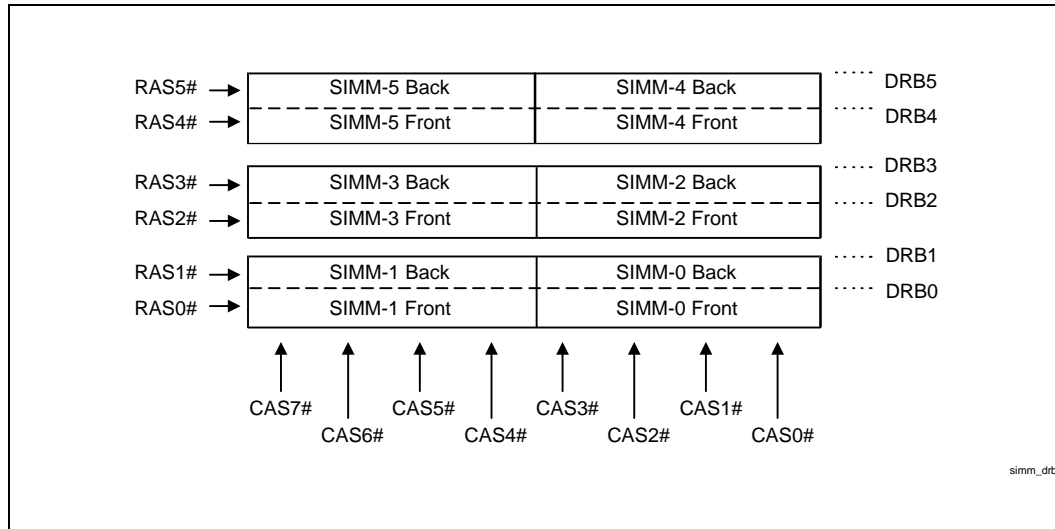 RAS5# SIMM-5 Back SIMM-4 Back DRB5
RAS4# SIMM-5 Front SIMM-4 Front DRB4
RAS3# SIMM-3 Back SIMM-2 Back DRB3
RAS2# SIMM-3 Front SIMM-2 Front DRB2
RAS1# SIMM-1 Back SIMM-0 Back DRB1
RAS0# SIMM-1 Front SIMM-0 Front DRB0
CAS7# CAS5# CAS3# CAS1#
CAS6# CAS4# CAS2# CAS0#
simm_drb